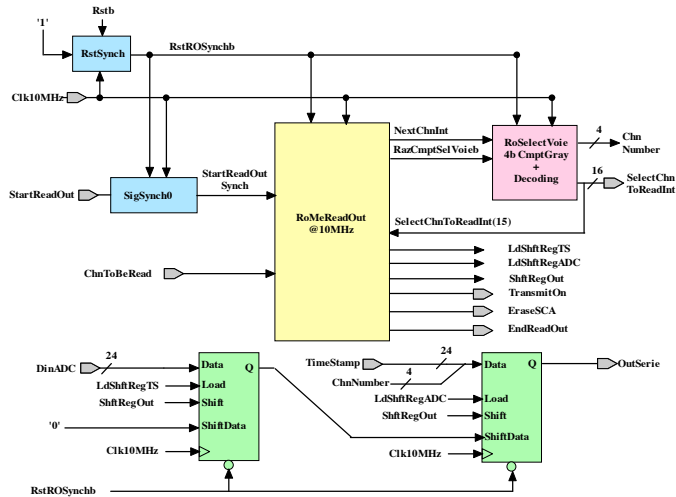 Rstb
'1'
RstSynch
RstROSynchb
Clk10MHz
NextChnInt
RazCmptSelVoieb
RoSelectVoie
4b CmptGray
+
Decoding
4
Chn
Number
16
SelectChn
ToReadInt
StartReadOut
SigSynch0
StartReadOut
Synch
RoMeReadOut
@10MHz
SelectChnToReadInt(15)
ChnToBeRead
LdShftRegTS
LdShftRegADC
ShftRegOut
TransmitOn
EraseSCA
EndReadOut
DinADC
24
Data
Q
LdShftRegTS
Load
ShftRegOut
Shift
'0'
ShiftData
Clk10MHz
TimeStamp
24
ChnNumber
4
Data
Q
OutSerie
LdShftRegADC
Load
ShftRegOut
Shift
ShiftData
Clk10MHz
RstROSynchb